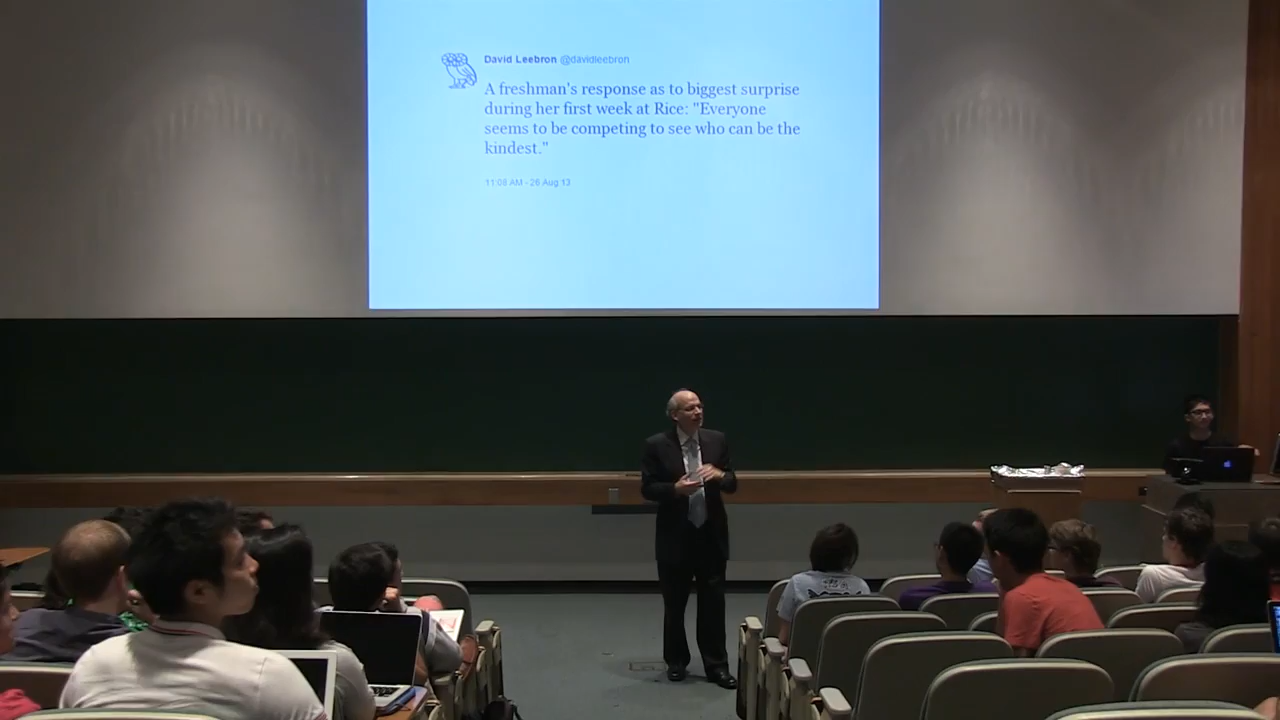 David Leebron @davidleebron
A freshman's response as to biggest surprise
during her first week at Rice: "Everyone
seems to be competing to see who can be the
kindest."
11:08 AM - 26 Aug 13